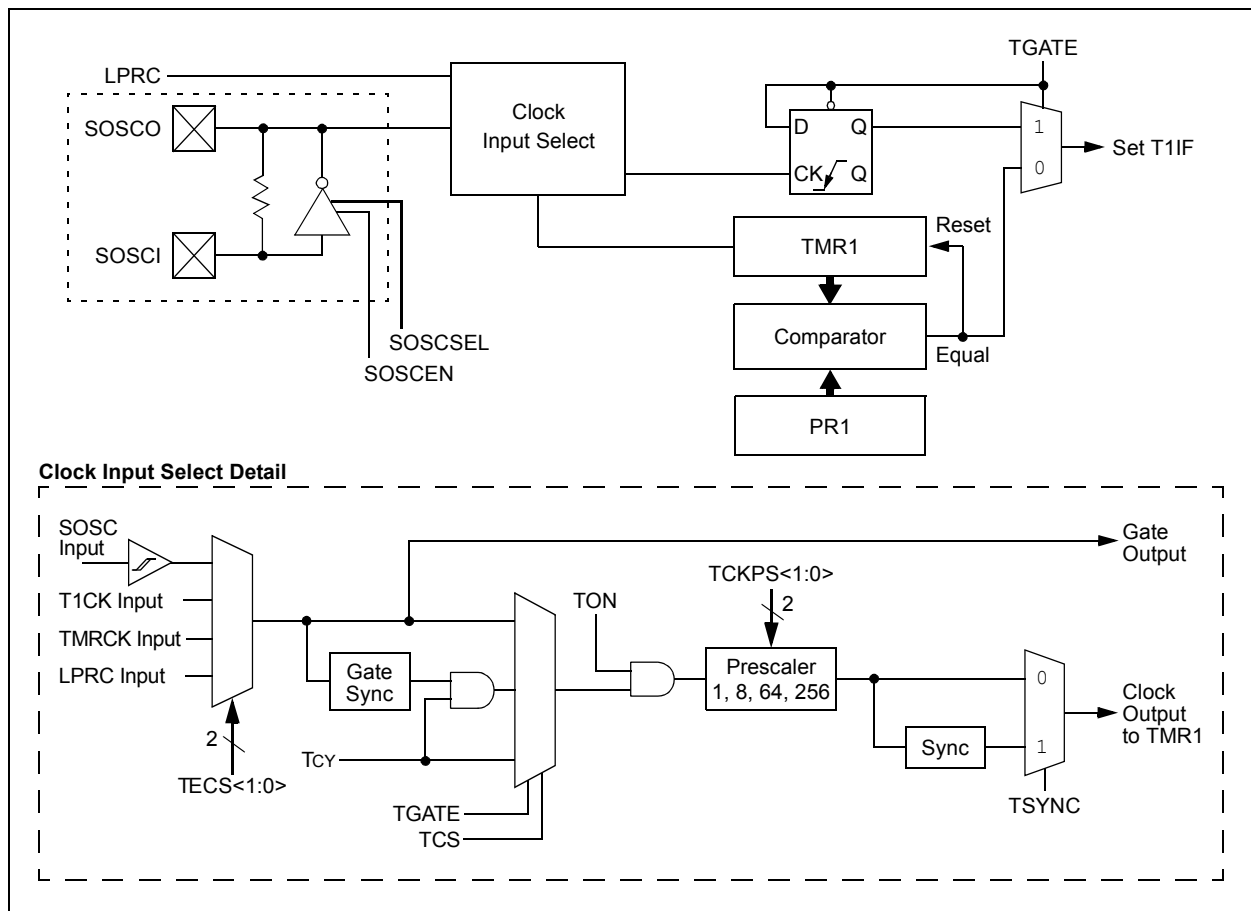 TGATE
LPRC
Clock
Input Select
SOSCO
D
Q
1
Set T1IF
CK
Q
0
SOSCI
TMR1
Reset
Comparator
Equal
SOSCSEL
SOSCEN
PR1
Clock Input Select Detail
SOSC
Input
Gate
Output
T1CK Input
TCKPS<1:0>
2
TON
TMRCK Input
LPRC Input
Gate
Sync
Prescaler
1, 8, 64, 256
0
Clock
Output
to TMR1
2
TCY
Sync
1
TECS<1:0>
TGATE
TCS
TSYNC